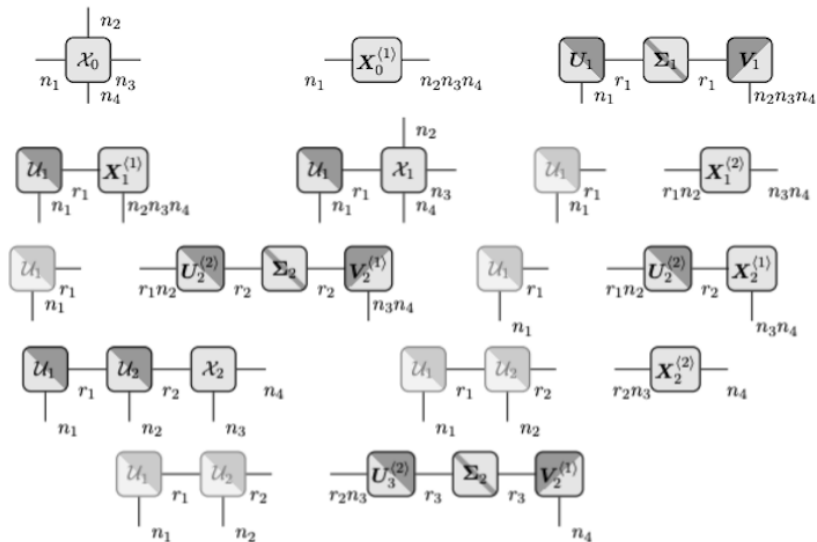 n₂
𝒳₀
n₁ n₃
n₄
X₀⟨1⟩
n₁ n₂n₃n₄
U₁ Σ₁ V₁
r₁ r₁
n₁ n₂n₃n₄
𝒰₁ X₁⟨1⟩
r₁
n₁ n₂n₃n₄
n₂
𝒰₁ 𝒳₁
r₁ n₃
n₁ n₄
𝒰₁ X₁⟨2⟩
r₁ r₁n₂ n₃n₄
n₁
𝒰₁ U₂⟨2⟩ Σ₂ V₂⟨1⟩
r₁ r₁n₂ r₂ r₂
n₁ n₃n₄
𝒰₁ U₂⟨2⟩ X₂⟨1⟩
r₁ r₁n₂ r₂
n₁ n₃n₄
𝒰₁ 𝒰₂ 𝒳₂
r₁ r₂ n₄
n₁ n₂ n₃
𝒰₁ 𝒰₂ X₂⟨2⟩
r₁ r₂ r₂n₃ n₄
n₁ n₂
𝒰₁ 𝒰₂ U₃⟨2⟩ Σ₂ V₂⟨1⟩
r₁ r₂ r₂n₃ r₃ r₃
n₁ n₂ n₄